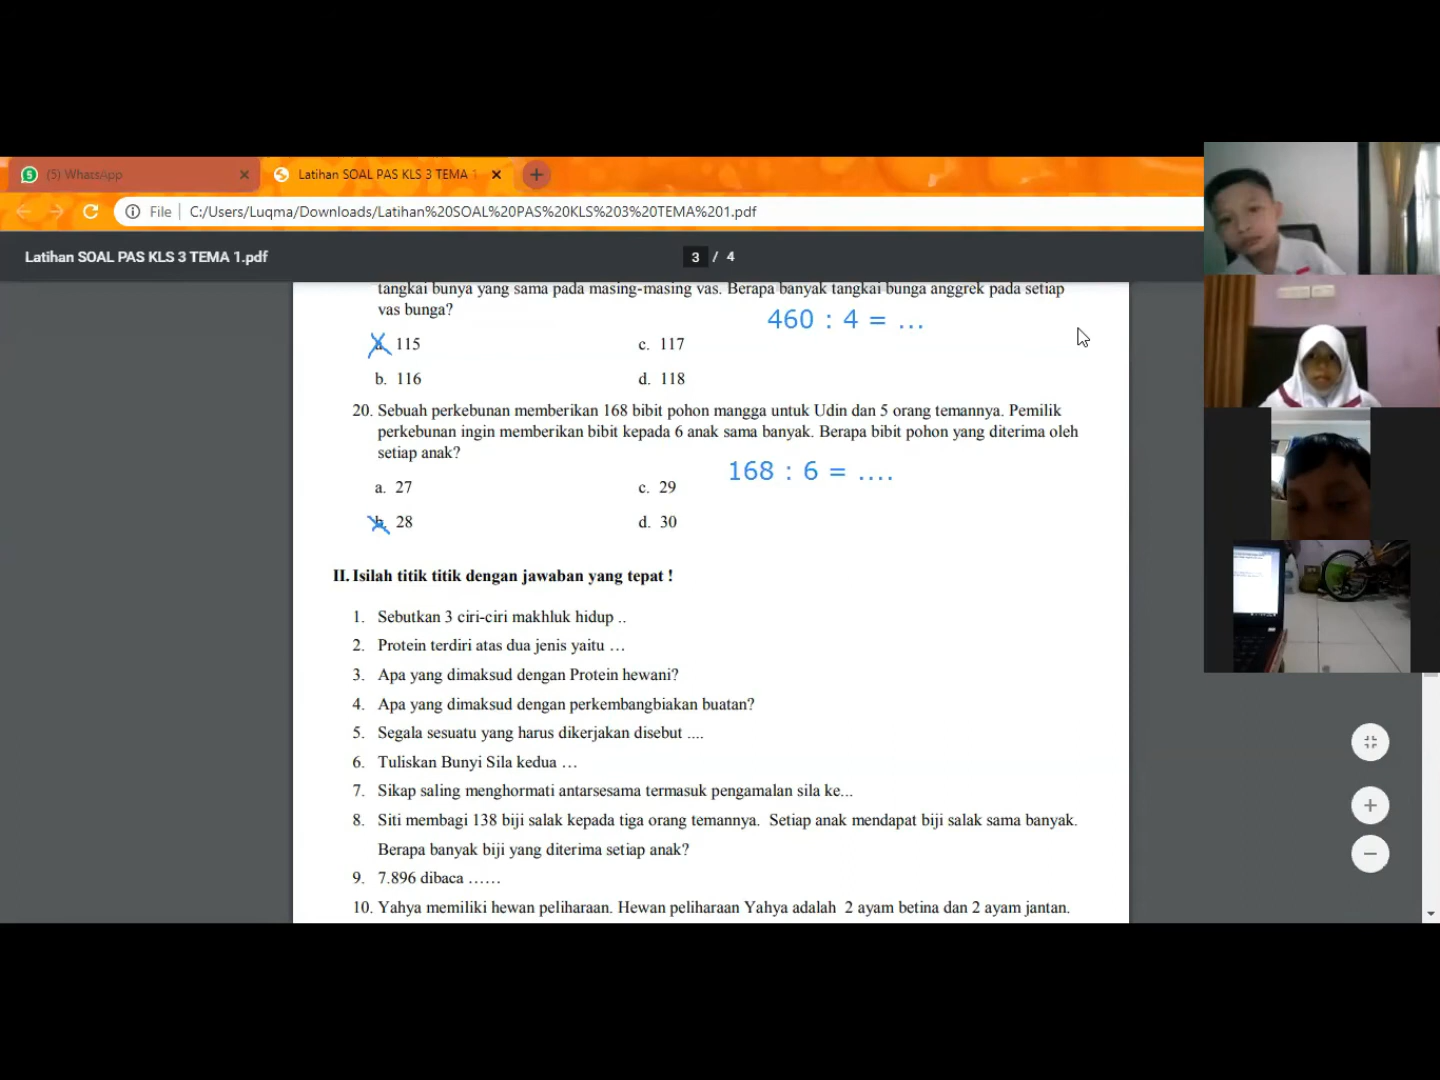 (5) WhatsApp
Latihan SOAL PAS KLS 3 TEMA 1
File C:/Users/Luqma/Downloads/Latihan%20SOAL%20PAS%20KLS%203%20TEMA%201.pdf
Latihan SOAL PAS KLS 3 TEMA 1.pdf
3 / 4
tangkai bunya yang sama pada masing-masing vas. Berapa banyak tangkai bunga anggrek pada setiap
vas bunga?
460 : 4 = ...
a. 115 c. 117
b. 116 d. 118
20. Sebuah perkebunan memberikan 168 bibit pohon mangga untuk Udin dan 5 orang temannya. Pemilik
perkebunan ingin memberikan bibit kepada 6 anak sama banyak. Berapa bibit pohon yang diterima oleh
setiap anak?
168 : 6 = ....
a. 27 c. 29
b. 28 d. 30
II. Isilah titik titik dengan jawaban yang tepat !
1. Sebutkan 3 ciri-ciri makhluk hidup ..
2. Protein terdiri atas dua jenis yaitu …
3. Apa yang dimaksud dengan Protein hewani?
4. Apa yang dimaksud dengan perkembangbiakan buatan?
5. Segala sesuatu yang harus dikerjakan disebut ....
6. Tuliskan Bunyi Sila kedua …
7. Sikap saling menghormati antarsesama termasuk pengamalan sila ke...
8. Siti membagi 138 biji salak kepada tiga orang temannya. Setiap anak mendapat biji salak sama banyak.
Berapa banyak biji yang diterima setiap anak?
9. 7.896 dibaca ……
10. Yahya memiliki hewan peliharaan. Hewan peliharaan Yahya adalah 2 ayam betina dan 2 ayam jantan.